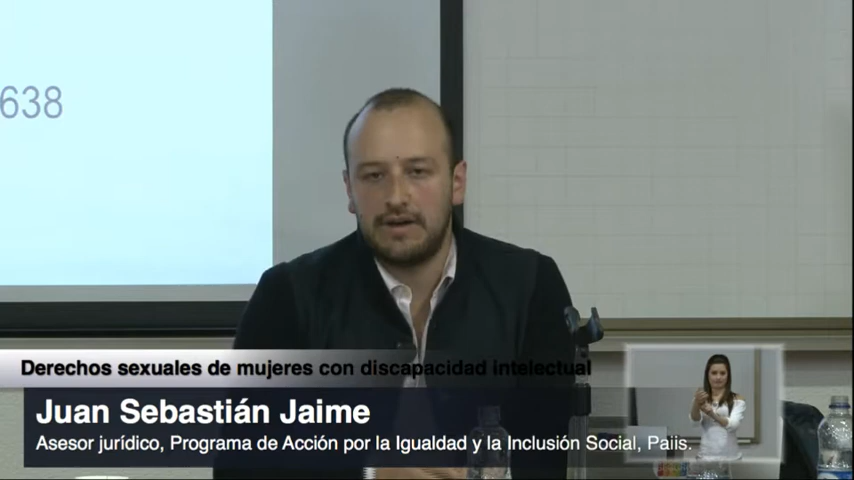 638
Derechos sexuales de mujeres con discapacidad intelectual
Juan Sebastián Jaime
Asesor jurídico, Programa de Acción por la Igualdad y la Inclusión Social, Paiis.